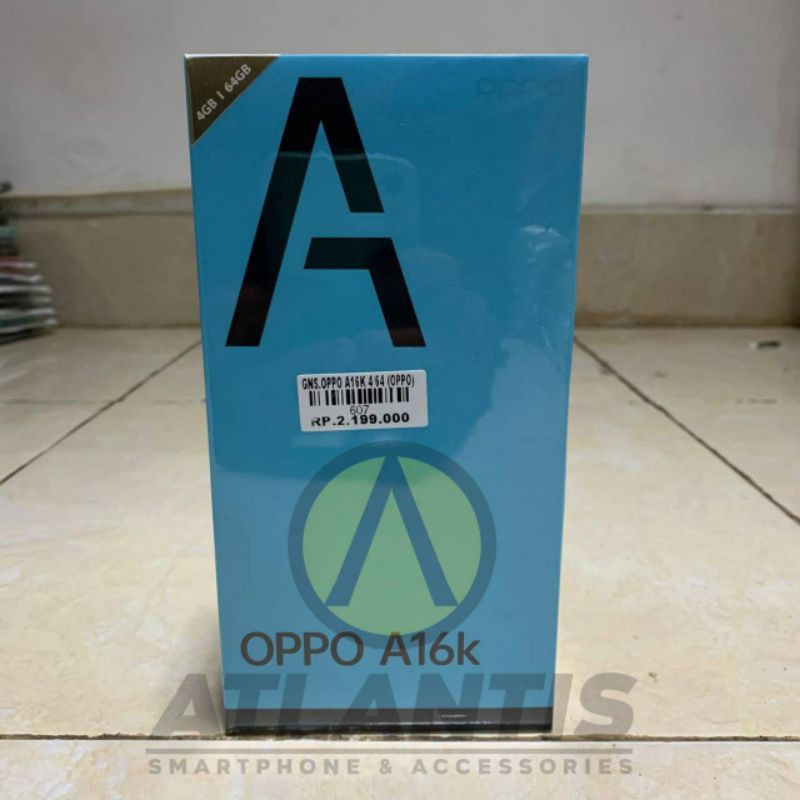 4GB | 64GB
oppo
A
GNS.OPPO A16K 4/64 (OPPO)
607
RP.2.199.000
OPPO A16k
ATLANTIS
SMARTPHONE & ACCESSORIES